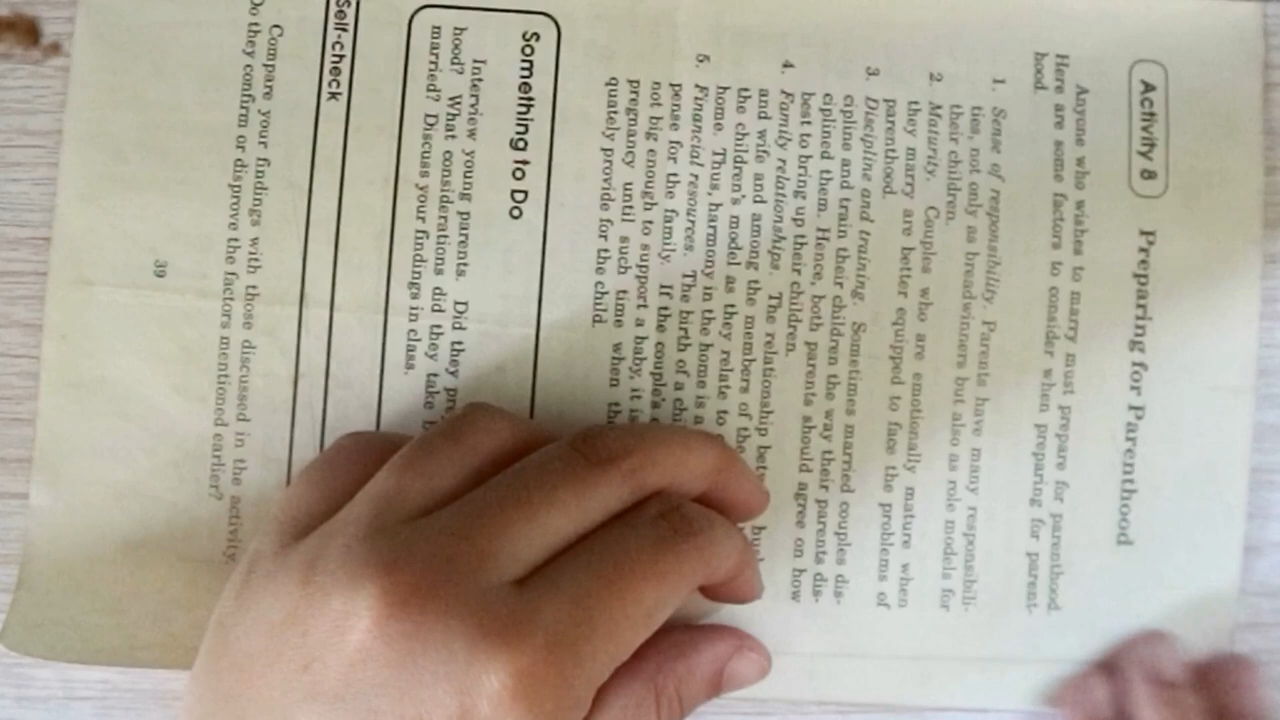 Activity 8 Preparing for Parenthood
Anyone who wishes to marry must prepare for parenthood.
Here are some factors to consider when preparing for parent-
hood.
1. Sense of responsibility. Parents have many responsibili-
ties, not only as breadwinners but also as role models for
their children.
2. Maturity. Couples who are emotionally mature when
they marry are better equipped to face the problems of
parenthood.
3. Discipline and training. Sometimes married couples dis-
cipline and train their children the way their parents dis-
ciplined them. Hence, both parents should agree on how
best to bring up their children.
4. Family relationships. The relationship
and wife and among the members of the
the children's model as they relate to
home. Thus, harmony in the home is a
5. Financial resources. The birth of a
pense for the family. If the couple's
not big enough to support a baby, it is
pregnancy until such time when
quately provide for the child.
Something to Do
Interview young parents. Did they
hood? What considerations did they take
married? Discuss your findings in class.
Self-check
Compare your findings with those discussed in the activity.
Do they confirm or disprove the factors mentioned earlier?
39